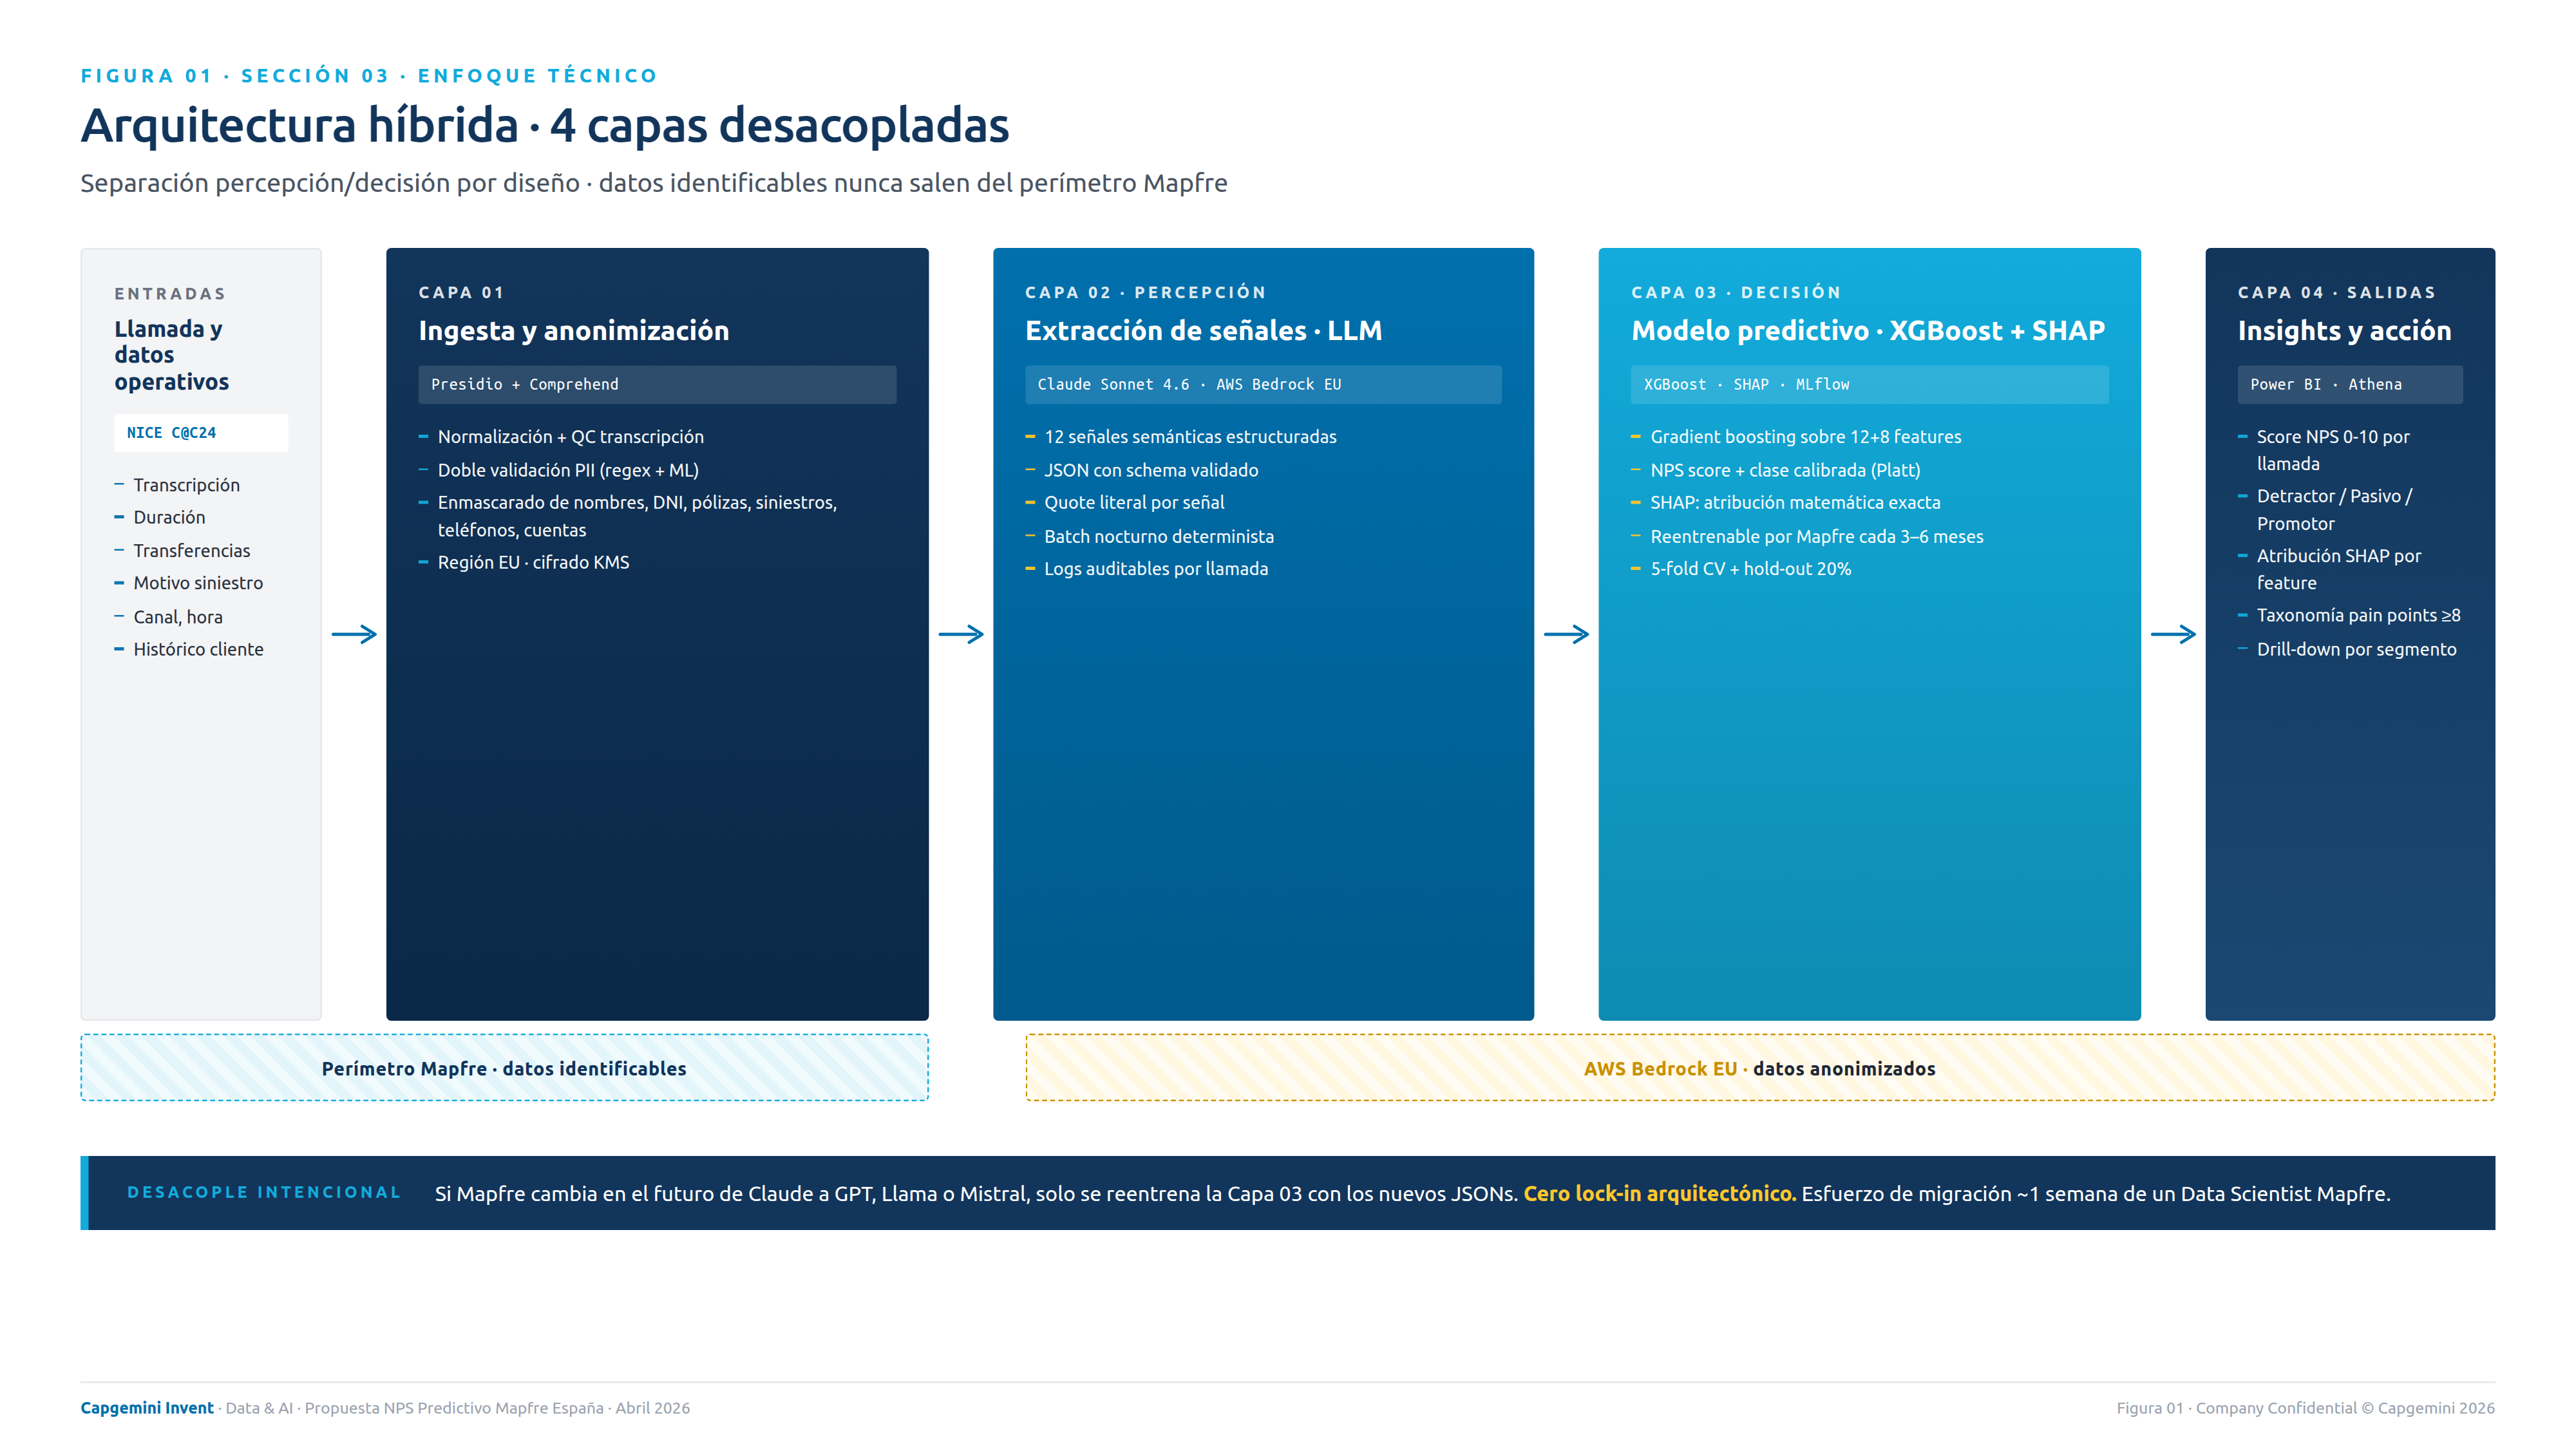 FIGURA 01 · SECCIÓN 03 · ENFOQUE TÉCNICO
Arquitectura híbrida · 4 capas desacopladas
Separación percepción/decisión por diseño · datos identificables nunca salen del perímetro Mapfre
ENTRADAS
Llamada y
datos
operativos
NICE C@C24
Transcripción
Duración
Transferencias
Motivo siniestro
Canal, hora
Histórico cliente
CAPA 01
Ingesta y anonimización
Presidio + Comprehend
Normalización + QC transcripción
Doble validación PII (regex + ML)
Enmascarado de nombres, DNI, pólizas, siniestros,
teléfonos, cuentas
Región EU · cifrado KMS
CAPA 02 · PERCEPCIÓN
Extracción de señales · LLM
Claude Sonnet 4.6 · AWS Bedrock EU
12 señales semánticas estructuradas
JSON con schema validado
Quote literal por señal
Batch nocturno determinista
Logs auditables por llamada
CAPA 03 · DECISIÓN
Modelo predictivo · XGBoost + SHAP
XGBoost · SHAP · MLflow
Gradient boosting sobre 12+8 features
NPS score + clase calibrada (Platt)
SHAP: atribución matemática exacta
Reentrenable por Mapfre cada 3–6 meses
5-fold CV + hold-out 20%
CAPA 04 · SALIDAS
Insights y acción
Power BI · Athena
Score NPS 0-10 por
llamada
Detractor / Pasivo /
Promotor
Atribución SHAP por
feature
Taxonomía pain points ≥8
Drill-down por segmento
Perímetro Mapfre · datos identificables
AWS Bedrock EU · datos anonimizados
DESACOPLE INTENCIONAL Si Mapfre cambia en el futuro de Claude a GPT, Llama o Mistral, solo se reentrena la Capa 03 con los nuevos JSONs. Cero lock-in arquitectónico. Esfuerzo de migración ~1 semana de un Data Scientist Mapfre.
Capgemini Invent · Data & AI · Propuesta NPS Predictivo Mapfre España · Abril 2026
Figura 01 · Company Confidential © Capgemini 2026